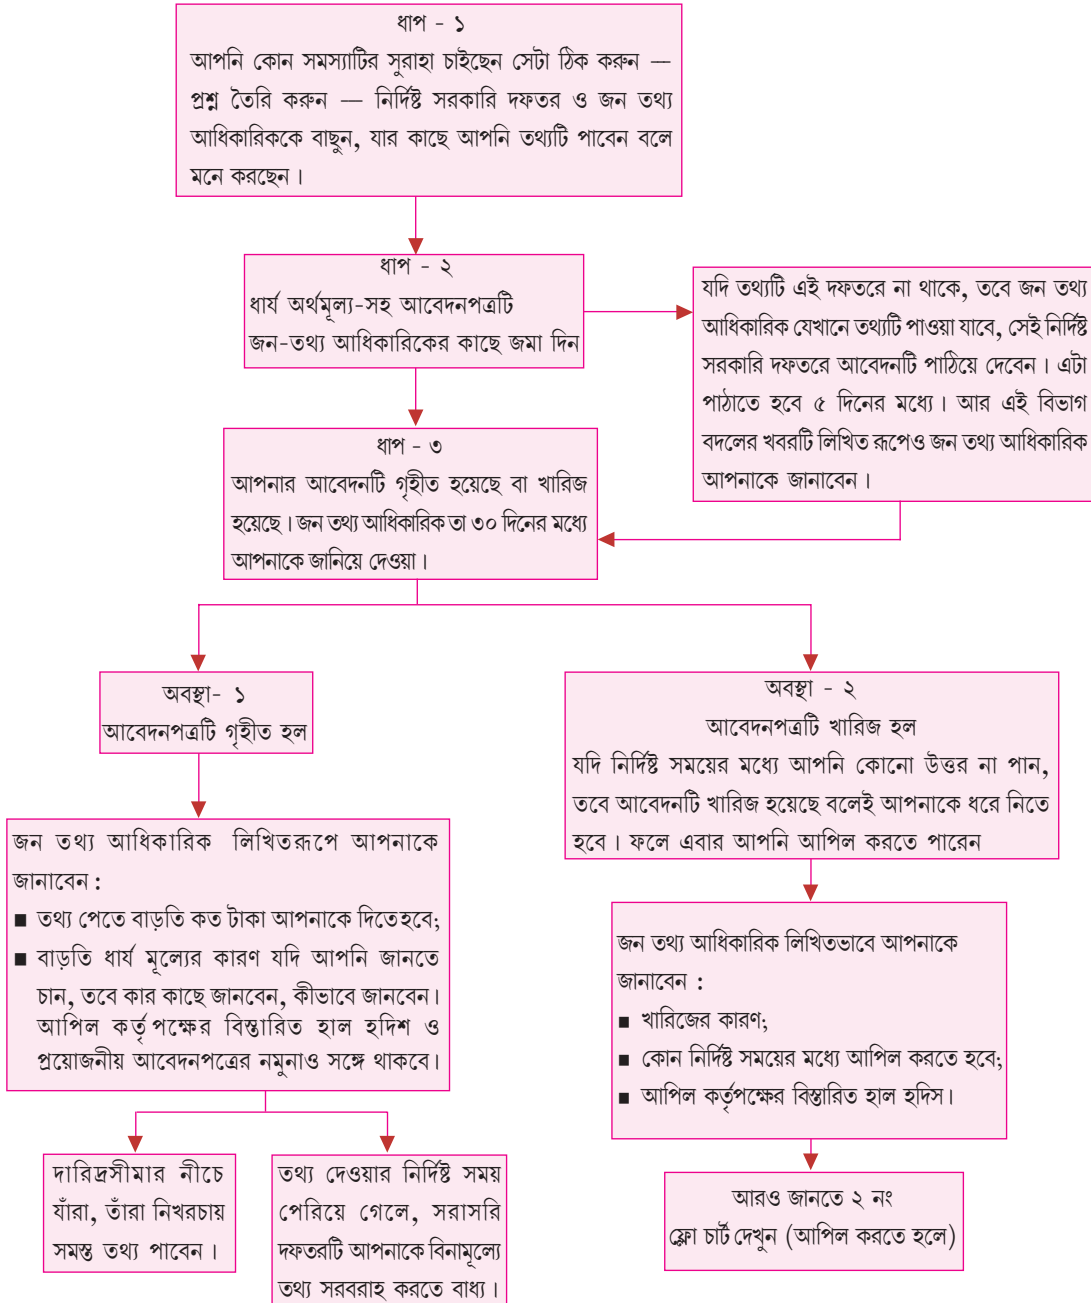 ধাপ - ১
আপনি কোন সমস্যাটির সুরাহা চাইছেন সেটা ঠিক করুন —
প্রশ্ন তৈরি করুন — নির্দিষ্ট সরকারি দফতর ও জন তথ্য
আধিকারিককে বাছুন, যার কাছে আপনি তথ্যটি পাবেন বলে
মনে করছেন।
ধাপ - ২
ধার্য অর্থমূল্য-সহ আবেদনপত্রটি
জন-তথ্য আধিকারিকের কাছে জমা দিন
যদি তথ্যটি এই দফতরে না থাকে, তবে জন তথ্য
আধিকারিক যেখানে তথ্যটি পাওয়া যাবে, সেই নির্দিষ্ট
সরকারি দফতরে আবেদনটি পাঠিয়ে দেবেন। এটা
পাঠাতে হবে ৫ দিনের মধ্যে। আর এই বিভাগ
বদলের খবরটি লিখিত রূপেও জন তথ্য আধিকারিক
আপনাকে জানাবেন।
ধাপ - ৩
আপনার আবেদনটি গৃহীত হয়েছে বা খারিজ
হয়েছে। জন তথ্য আধিকারিক তা ৩০ দিনের মধ্যে
আপনাকে জানিয়ে দেওয়া।
অবস্থা- ১
আবেদনপত্রটি গৃহীত হল
জন তথ্য আধিকারিক লিখিতরূপে আপনাকে
জানাবেন :
■ তথ্য পেতে বাড়তি কত টাকা আপনাকে দিতেহবে;
■ বাড়তি ধার্য মূল্যের কারণ যদি আপনি জানতে
চান, তবে কার কাছে জানবেন, কীভাবে জানবেন।
আপিল কর্তৃপক্ষের বিস্তারিত হাল হদিশ ও
প্রয়োজনীয় আবেদনপত্রের নমুনাও সঙ্গে থাকবে।
দারিদ্রসীমার নীচে
যাঁরা, তাঁরা নিখরচায়
সমস্ত তথ্য পাবেন।
তথ্য দেওয়ার নির্দিষ্ট সময়
পেরিয়ে গেলে, সরাসরি
দফতরটি আপনাকে বিনামূল্যে
তথ্য সরবরাহ করতে বাধ্য।
অবস্থা - ২
আবেদনপত্রটি খারিজ হল
যদি নির্দিষ্ট সময়ের মধ্যে আপনি কোনো উত্তর না পান,
তবে আবেদনটি খারিজ হয়েছে বলেই আপনাকে ধরে নিতে
হবে। ফলে এবার আপনি আপিল করতে পারেন
জন তথ্য আধিকারিক লিখিতভাবে আপনাকে
জানাবেন :
■ খারিজের কারণ;
■ কোন নির্দিষ্ট সময়ের মধ্যে আপিল করতে হবে;
■ আপিল কর্তৃপক্ষের বিস্তারিত হাল হদিস।
আরও জানতে ২ নং
ফ্লো চার্ট দেখুন (আপিল করতে হলে)